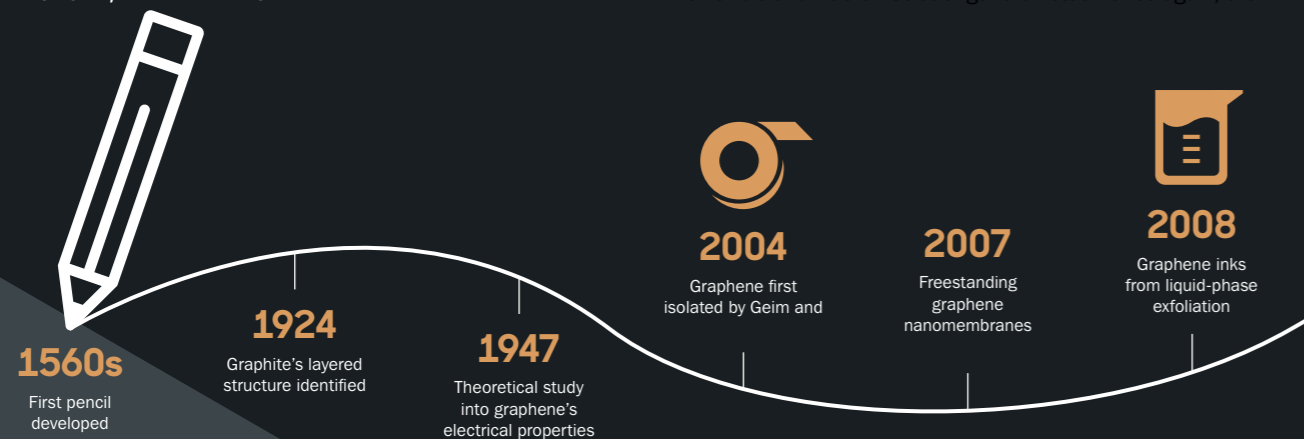 1560s
First pencil
developed
1924
Graphite's layered
structure identified
1947
Theoretical study
into graphene's
electrical properties
2004
Graphene first
isolated by Geim and
2007
Freestanding
graphene
nanomembranes
2008
Graphene inks
from liquid-phase
exfoliation